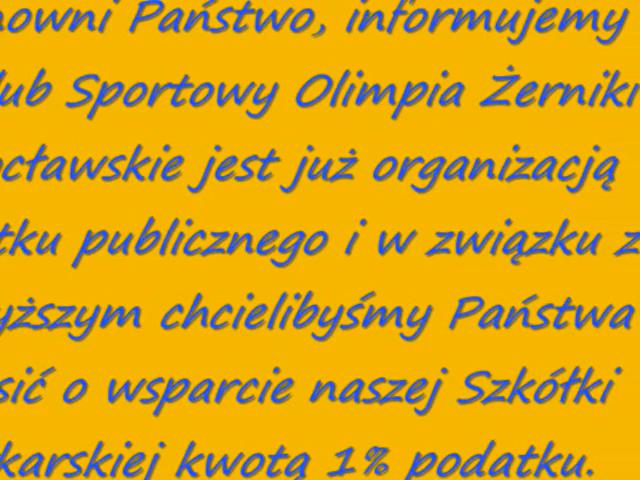 nowni Państwo, informujemy
lub Sportowy Olimpia Żerniki
ocławskie jest już organizacją
tku publicznego i w związku z
yższym chcielibyśmy Państwa
sić o wsparcie naszej Szkółki
karskiej kwotą 1% podatku.